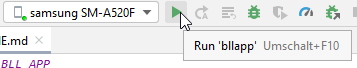 samsung SM-A520F
E.md
Run 'bllapp' Umschalt+F10
BLL APP